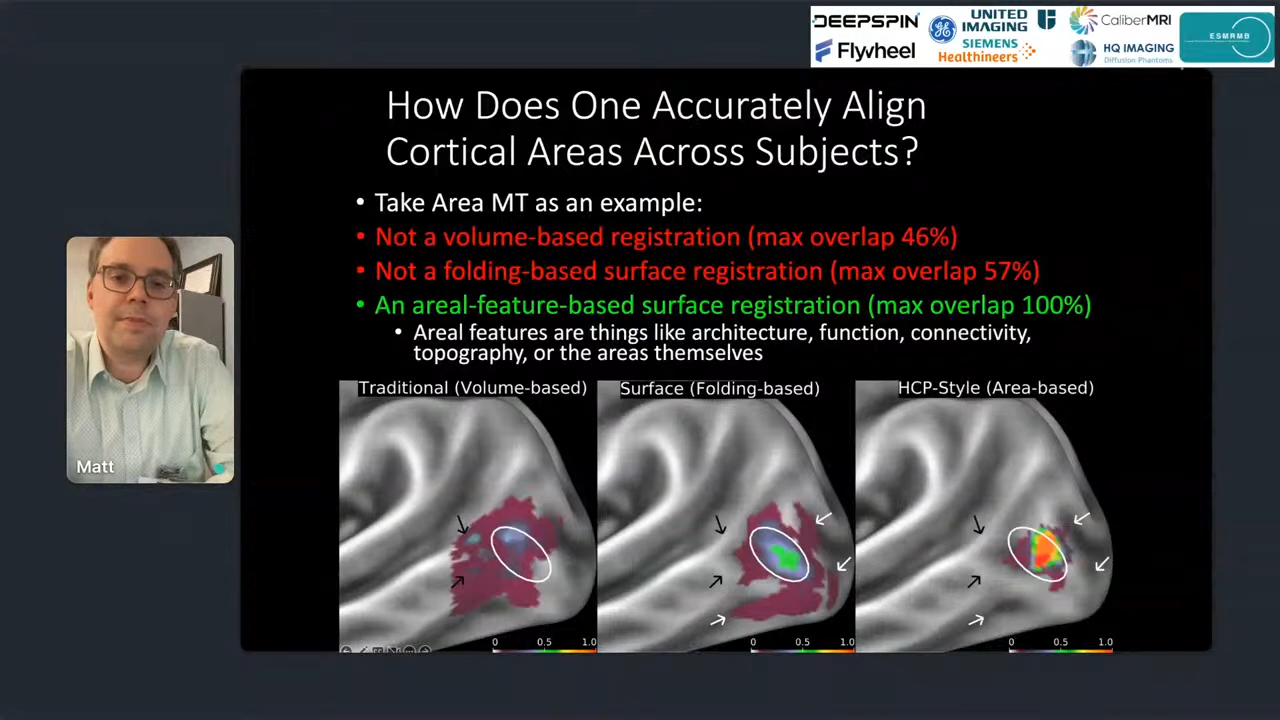 DEEPSPIN
UNITED
IMAGING
CaliberMRI
Flywheel
SIEMENS
Healthineers
HQ IMAGING
Diffusion Phantoms
ESMRMB
How Does One Accurately Align
Cortical Areas Across Subjects?
• Take Area MT as an example:
• Not a volume-based registration (max overlap 46%)
• Not a folding-based surface registration (max overlap 57%)
• An areal-feature-based surface registration (max overlap 100%)
• Areal features are things like architecture, function, connectivity,
topography, or the areas themselves
Traditional (Volume-based)
Surface (Folding-based)
HCP-Style (Area-based)
Matt
0 0.5 1.0
0 0.5 1.0
0 0.5 1.0